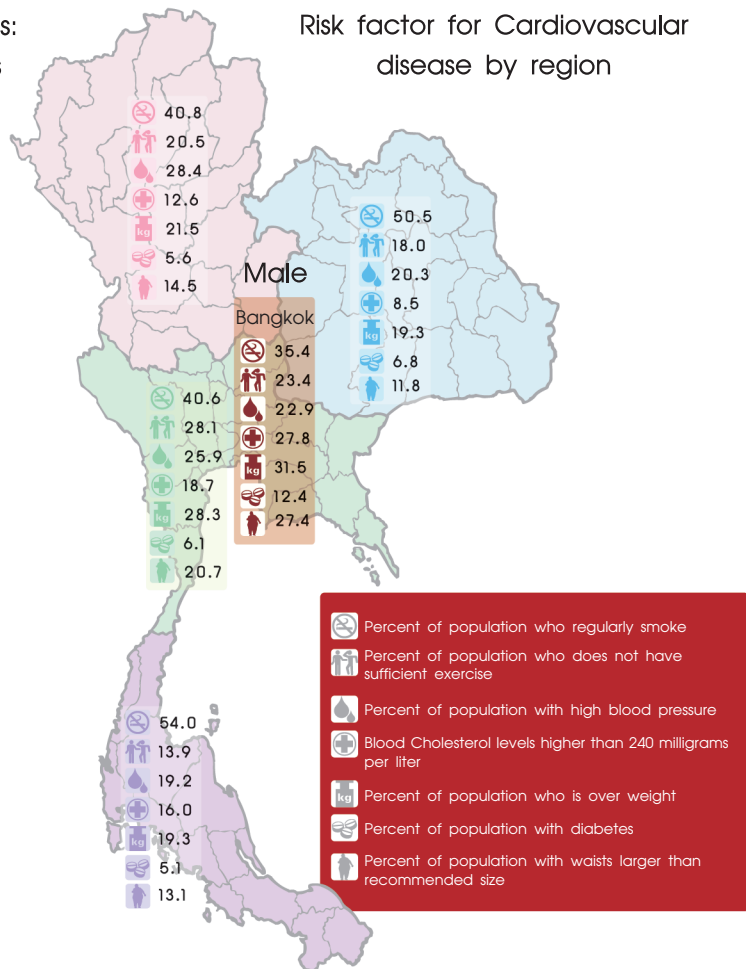 s:
s
Risk factor for Cardiovascular
disease by region
40.8
20.5
28.4
12.6
kg 21.5
5.6
14.5
50.5
18.0
20.3
8.5
kg 19.3
6.8
11.8
Male
Bangkok
35.4
23.4
22.9
27.8
kg 31.5
12.4
27.4
40.6
28.1
25.9
18.7
kg 28.3
6.1
20.7
54.0
13.9
19.2
16.0
kg 19.3
5.1
13.1
Percent of population who regularly smoke
Percent of population who does not have
sufficient exercise
Percent of population with high blood pressure
Blood Cholesterol levels higher than 240 milligrams
per liter
kg Percent of population who is over weight
Percent of population with diabetes
Percent of population with waists larger than
recommended size